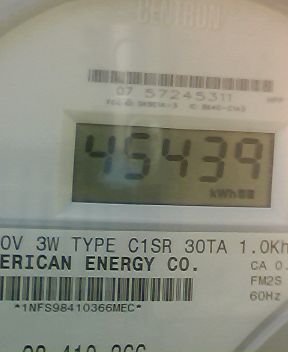 CENTRON
07 57245311
45439
kWh
0V 3W TYPE C1SR 30TA 1.0Kh
ERICAN ENERGY CO.
CA 0.
FM2S
60Hz
*1NFS98410366MEC*